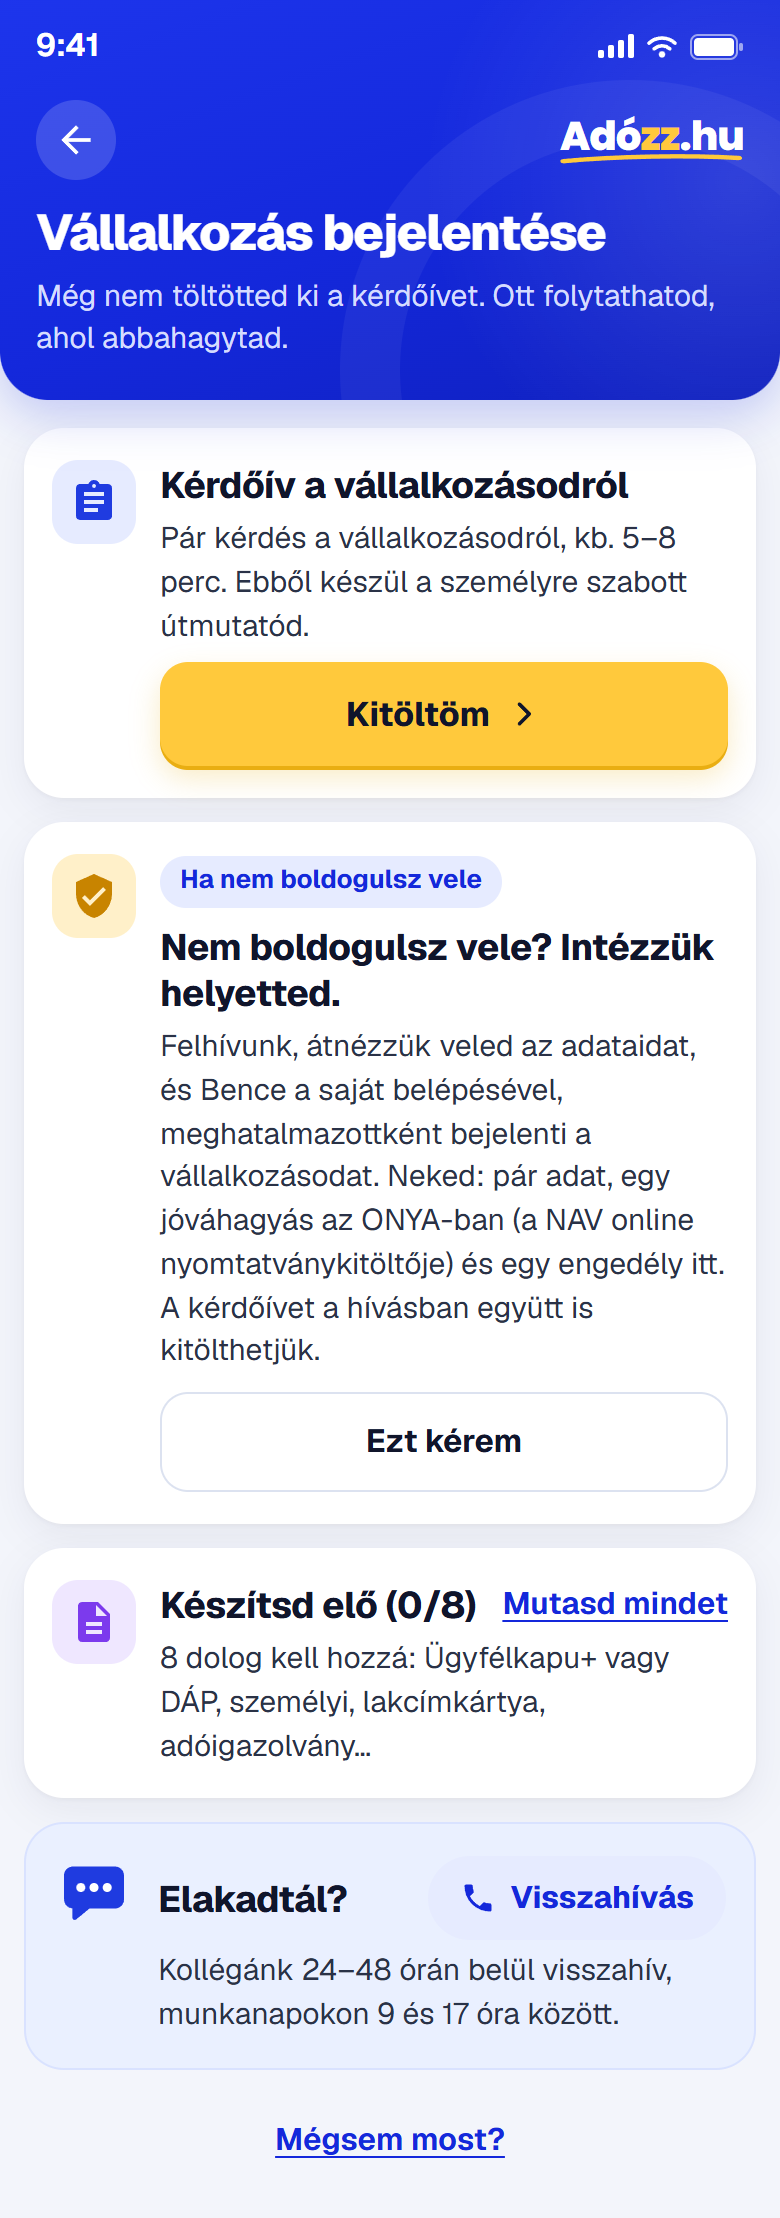 9:41
Adózz.hu
Vállalkozás bejelentése
Még nem töltötted ki a kérdőívet. Ott folytathatod,
ahol abbahagytad.
Kérdőív a vállalkozásodról
Pár kérdés a vállalkozásodról, kb. 5–8
perc. Ebből készül a személyre szabott
útmutatód.
Kitöltöm
Ha nem boldogulsz vele
Nem boldogulsz vele? Intézzük
helyetted.
Felhívunk, átnézzük veled az adataidat,
és Bence a saját belépésével,
meghatalmazottként bejelenti a
vállalkozásodat. Neked: pár adat, egy
jóváhagyás az ONYA-ban (a NAV online
nyomtatványkitöltője) és egy engedély itt.
A kérdőívet a hívásban együtt is
kitölthetjük.
Ezt kérem
Készítsd elő (0/8) Mutasd mindet
8 dolog kell hozzá: Ügyfélkapu+ vagy
DÁP, személyi, lakcímkártya,
adóigazolvány...
Elakadtál? Visszahívás
Kollégánk 24–48 órán belül visszahív,
munkanapokon 9 és 17 óra között.
Mégsem most?